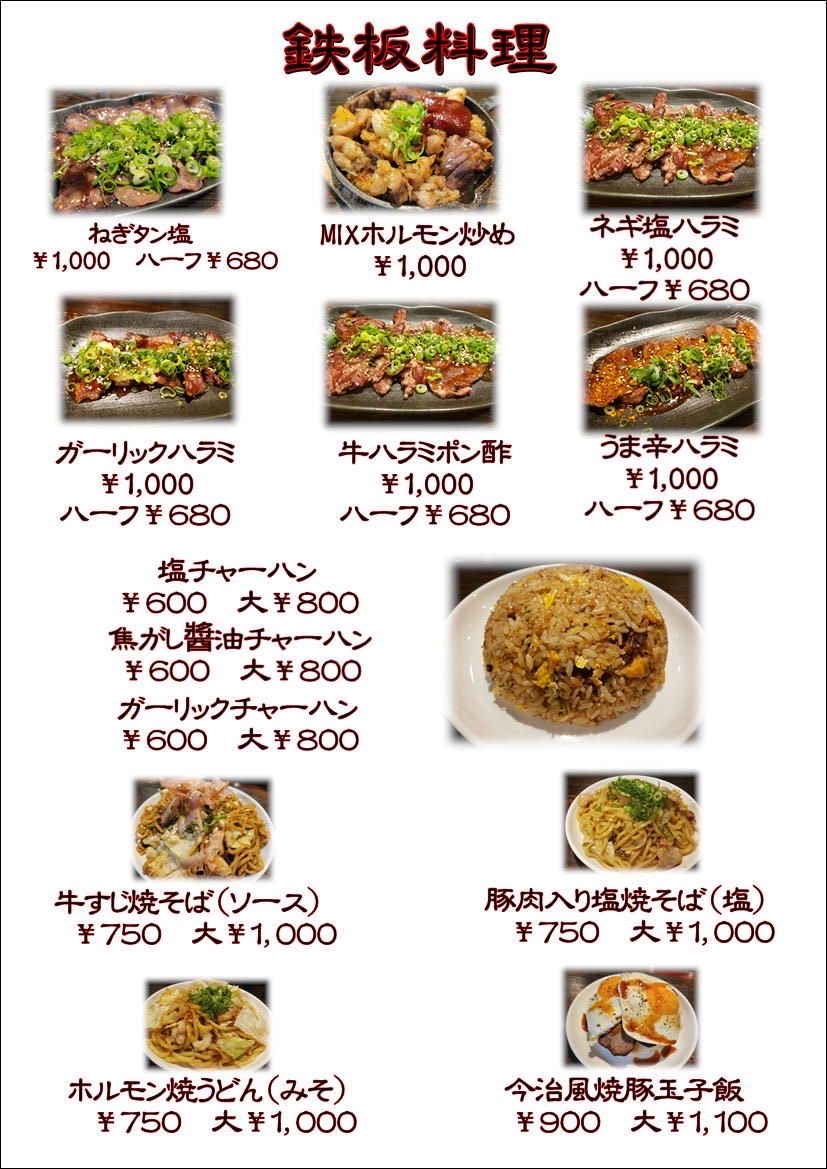 鉄板料理
ねぎタン塩
￥1,000　ハーフ￥680
MIXホルモン炒め
￥1,000
ネギ塩ハラミ
￥1,000
ハーフ￥680
ガーリックハラミ
￥1,000
ハーフ￥680
牛ハラミポン酢
￥1,000
ハーフ￥680
うま辛ハラミ
￥1,000
ハーフ￥680
塩チャーハン
￥600　大￥800
焦がし醬油チャーハン
￥600　大￥800
ガーリックチャーハン
￥600　大￥800
牛すじ焼そば（ソース）
￥750　大￥1,000
豚肉入り塩焼そば（塩）
￥750　大￥1,000
ホルモン焼うどん（みそ）
￥750　大￥1,000
今治風焼豚玉子飯
￥900　大￥1,100